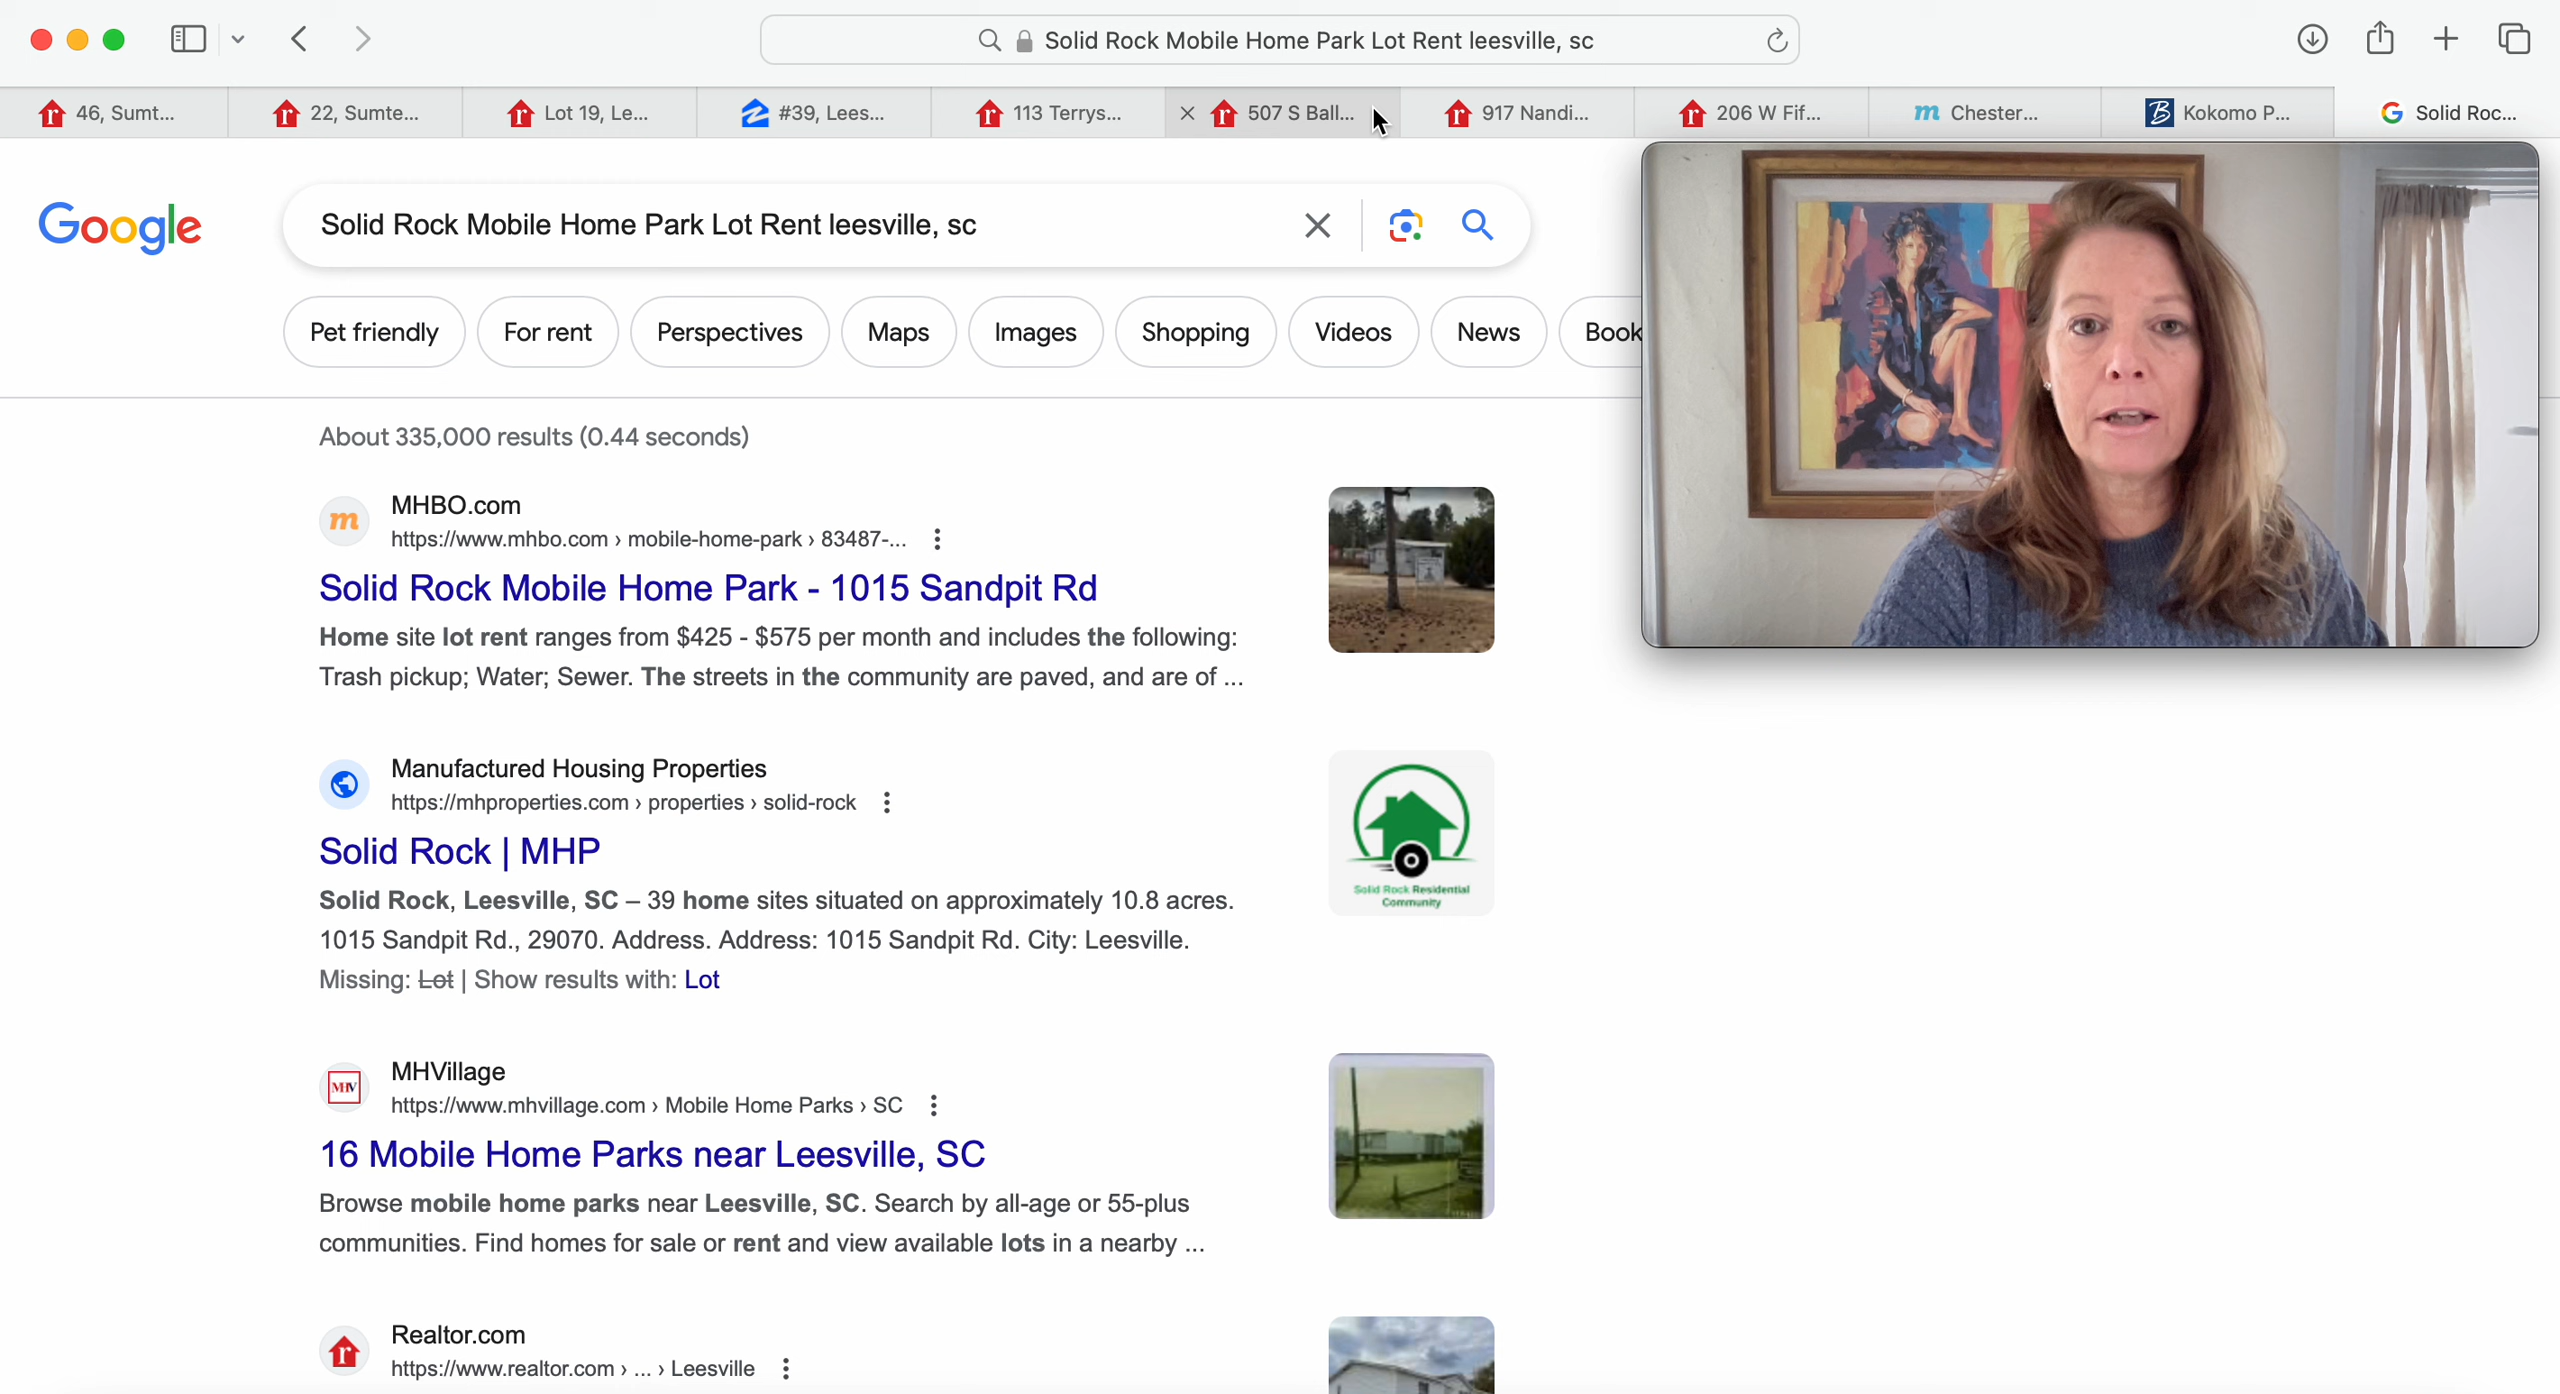 Solid Rock Mobile Home Park Lot Rent leesville, sc
46, Sumt...
22, Sumte...
Lot 19, Le...
#39, Lees...
113 Terrys...
507 S Ball...
917 Nandi...
206 W Fif...
Chester...
Kokomo P...
Solid Roc...
Google
Solid Rock Mobile Home Park Lot Rent leesville, sc
Pet friendly
For rent
Perspectives
Maps
Images
Shopping
Videos
News
Book
About 335,000 results (0.44 seconds)
m
MHBO.com
https://www.mhbo.com › mobile-home-park › 83487-...
Solid Rock Mobile Home Park - 1015 Sandpit Rd
Home site lot rent ranges from $425 - $575 per month and includes the following:
Trash pickup; Water; Sewer. The streets in the community are paved, and are of ...
Manufactured Housing Properties
https://mhproperties.com › properties › solid-rock
Solid Rock | MHP
Solid Rock, Leesville, SC – 39 home sites situated on approximately 10.8 acres.
1015 Sandpit Rd., 29070. Address. Address: 1015 Sandpit Rd. City: Leesville.
Missing: Lot | Show results with: Lot
Solid Rock Residential
Community
MHV
MHVillage
https://www.mhvillage.com › Mobile Home Parks › SC
16 Mobile Home Parks near Leesville, SC
Browse mobile home parks near Leesville, SC. Search by all-age or 55-plus
communities. Find homes for sale or rent and view available lots in a nearby ...
r
Realtor.com
https://www.realtor.com › ... › Leesville